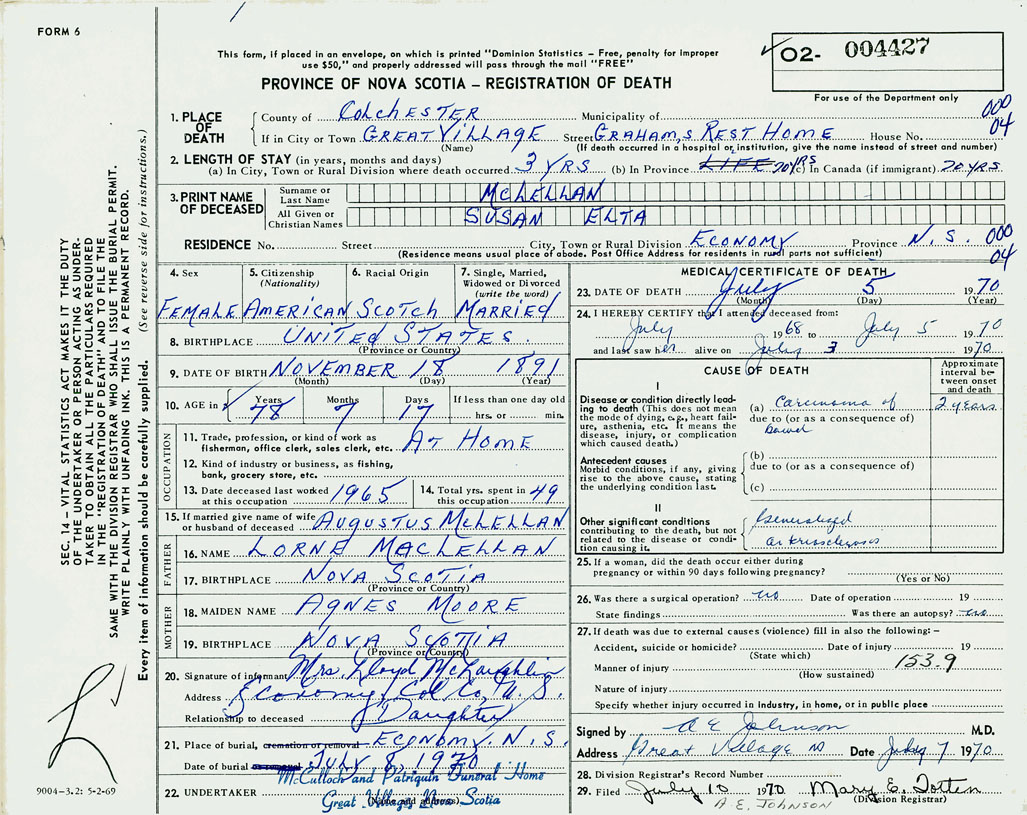 FORM 6
This form, if placed in an envelope, on which is printed "Dominion Statistics – Free, penalty for improper
use $50," and properly addressed will pass through the mail "FREE"
PROVINCE OF NOVA SCOTIA – REGISTRATION OF DEATH
O2- 004427
For use of the Department only
000
04
1. PLACE OF DEATH
County of COLCHESTER Municipality of
If in City or Town GREAT VILLAGE Street GRAHAM,S REST HOME House No.
(Name) (If death occurred in a hospital or institution, give the name instead of street and number)
2. LENGTH OF STAY (in years, months and days)
(a) In City, Town or Rural Division where death occurred 3 YRS (b) In Province LIFE 20 YRS (c) In Canada (if immigrant) 20 YRS
3. PRINT NAME OF DECEASED
Surname or Last Name MCLELLAN
All Given or Christian Names SUSAN ELTA
RESIDENCE No. Street City, Town or Rural Division ECONOMY Province N.S. 000
04
(Residence means usual place of abode. Post Office Address for residents in rural parts not sufficient)
4. Sex FEMALE
5. Citizenship (Nationality) AMERICAN
6. Racial Origin SCOTCH
7. Single, Married, Widowed or Divorced (write the word) MARRIED
8. BIRTHPLACE UNITED STATES.
(Province or Country)
9. DATE OF BIRTH NOVEMBER 18 1891
(Month) (Day) (Year)
10. AGE in Years 78 Months 7 Days 17 If less than one day old
hrs. or min.
OCCUPATION
11. Trade, profession, or kind of work as
fisherman, office clerk, sales clerk, etc. AT HOME
12. Kind of industry or business, as fishing,
bank, grocery store, etc.
13. Date deceased last worked
at this occupation 1965
14. Total yrs. spent in
this occupation 49
15. If married give name of wife
or husband of deceased AUGUSTUS MCLELLAN
FATHER
16. NAME LORNE MACLELLAN
17. BIRTHPLACE NOVA SCOTIA
(Province or Country)
MOTHER
18. MAIDEN NAME AGNES MOORE
19. BIRTHPLACE NOVA SCOTIA
(Province or Country)
20. Signature of informant Mrs. Lloyd McLaughlin
Address Economy, Col Co, N.S.
Relationship to deceased Daughter
21. Place of burial, cremation or removal ECONOMY. N.S.
Date of burial JULY 8, 1970
22. UNDERTAKER McCulloch and Patriquin Funeral Home
Great Village, Nova Scotia
(Name and address)
MEDICAL CERTIFICATE OF DEATH
23. DATE OF DEATH July 5 1970
(Month) (Day) (Year)
24. I HEREBY CERTIFY that I attended deceased from:
July 1968 to July 5 1970
and last saw her alive on July 3 1970
CAUSE OF DEATH
Approximate
interval be-
tween onset
and death
I
Disease or condition directly lead-
ing to death (This does not mean
the mode of dying, e.g., heart fail-
ure, asthenia, etc. It means the
disease, injury, or complication
which caused death.)
(a) Carcinoma of 2 years
due to (or as a consequence of)
bowel
Antecedent causes
Morbid conditions, if any, giving
rise to the above cause, stating
the underlying condition last.
(b)
due to (or as a consequence of)
(c)
II
Other significant conditions
contributing to the death, but not
related to the disease or condi-
tion causing it.
Generalized
arteriosclerosis
25. If a woman, did the death occur either during
pregnancy or within 90 days following pregnancy?
(Yes or No)
26. Was there a surgical operation? no Date of operation 19
State findings Was there an autopsy? no
27. If death was due to external causes (violence) fill in also the following: –
Accident, suicide or homicide? Date of injury 19
(State which)
Manner of injury 153.9
(How sustained)
Nature of injury
Specify whether injury occurred in industry, in home, or in public place
Signed by A E Johnson M.D.
Address Great Village NS Date July 7 1970
28. Division Registrar's Record Number
29. Filed July 10 1970 Mary E. Totten
(Division Registrar)
A.E. JOHNSON
SEC. 14 – VITAL STATISTICS ACT MAKES IT THE DUTY
OF THE UNDERTAKER OR PERSON ACTING AS UNDER-
TAKER TO OBTAIN ALL THE PARTICULARS REQUIRED
IN THE "REGISTRATION OF DEATH" AND TO FILE THE
SAME WITH THE DIVISION REGISTRAR WHO SHALL ISSUE THE BURIAL PERMIT.
WRITE PLAINLY WITH UNFADING INK. THIS IS A PERMANENT RECORD.
Every item of information should be carefully supplied. (See reverse side for instructions.)
9004–3.2: 5-2-69